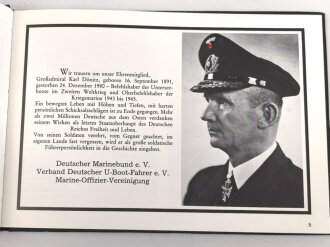 Wir trauern um unser Ehrenmitglied,
Großadmiral Karl Dönitz, geboren 16. September 1891,
gestorben 24. Dezember 1980 – Befehlshaber der Untersee-
boote im Zweiten Weltkrieg und Oberbefehlshaber der
Kriegsmarine 1943 bis 1945.
Ein bewegtes Leben mit Höhen und Tiefen, mit harten
persönlichen Schicksalsschlägen ist zu Ende gegangen. Mehr
als zwei Millionen Deutsche aus dem Osten verdanken
seinem Wirken als letztes Staatsoberhaupt des Deutschen
Reiches Freiheit und Leben.
Von seinen Soldaten verehrt, vom Gegner geachtet, im
eigenen Lande fast vergessen, wird er als große soldatische
Führerpersönlichkeit in die Geschichte eingehen.
Deutscher Marinebund e. V.
Verband Deutscher U-Boot-Fahrer e. V.
Marine-Offizier-Vereinigung
5